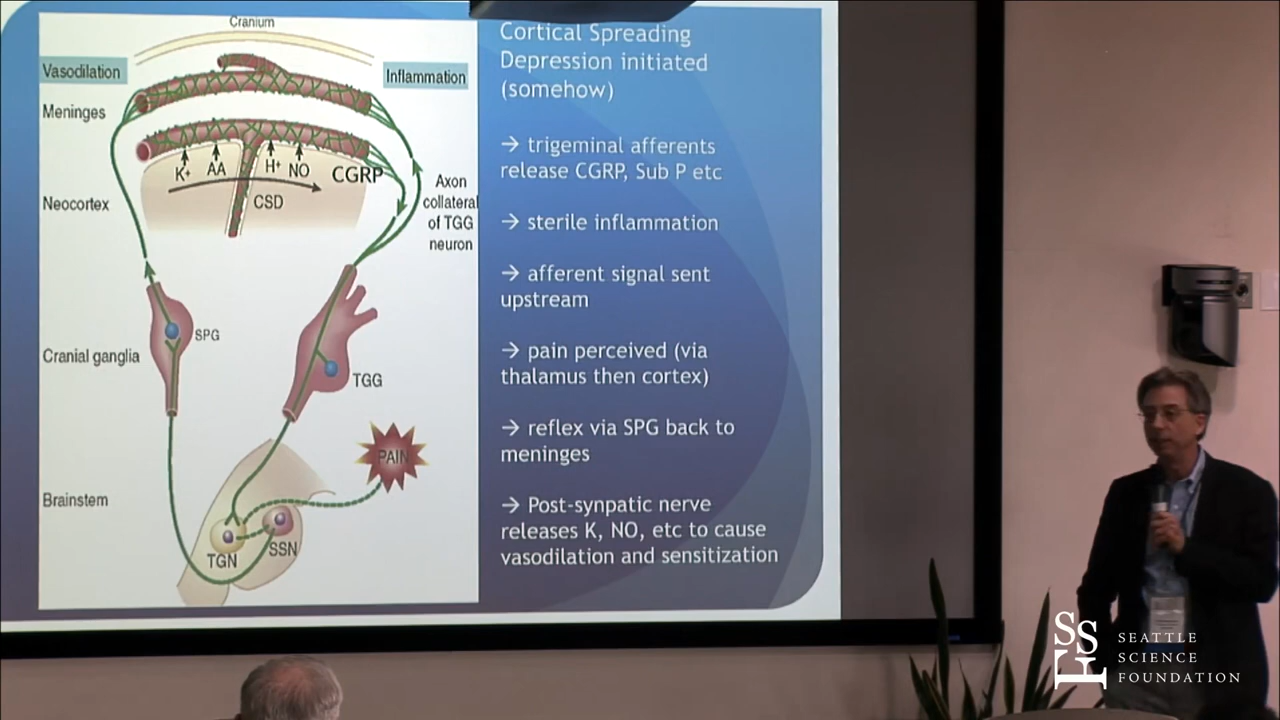 Cranium
Vasodilation
Inflammation
Meninges
K+
AA
H+
NO
CGRP
CSD
Neocortex
Axon
collateral
of TGG
neuron
SPG
Cranial ganglia
TGG
PAIN
Brainstem
TGN
SSN
Cortical Spreading
Depression initiated
(somehow)
→ trigeminal afferents
release CGRP, Sub P etc
→ sterile inflammation
→ afferent signal sent
upstream
→ pain perceived (via
thalamus then cortex)
→ reflex via SPG back to
meninges
→ Post-synpatic nerve
releases K, NO, etc to cause
vasodilation and sensitization
SSF
SEATTLE
SCIENCE
FOUNDATION